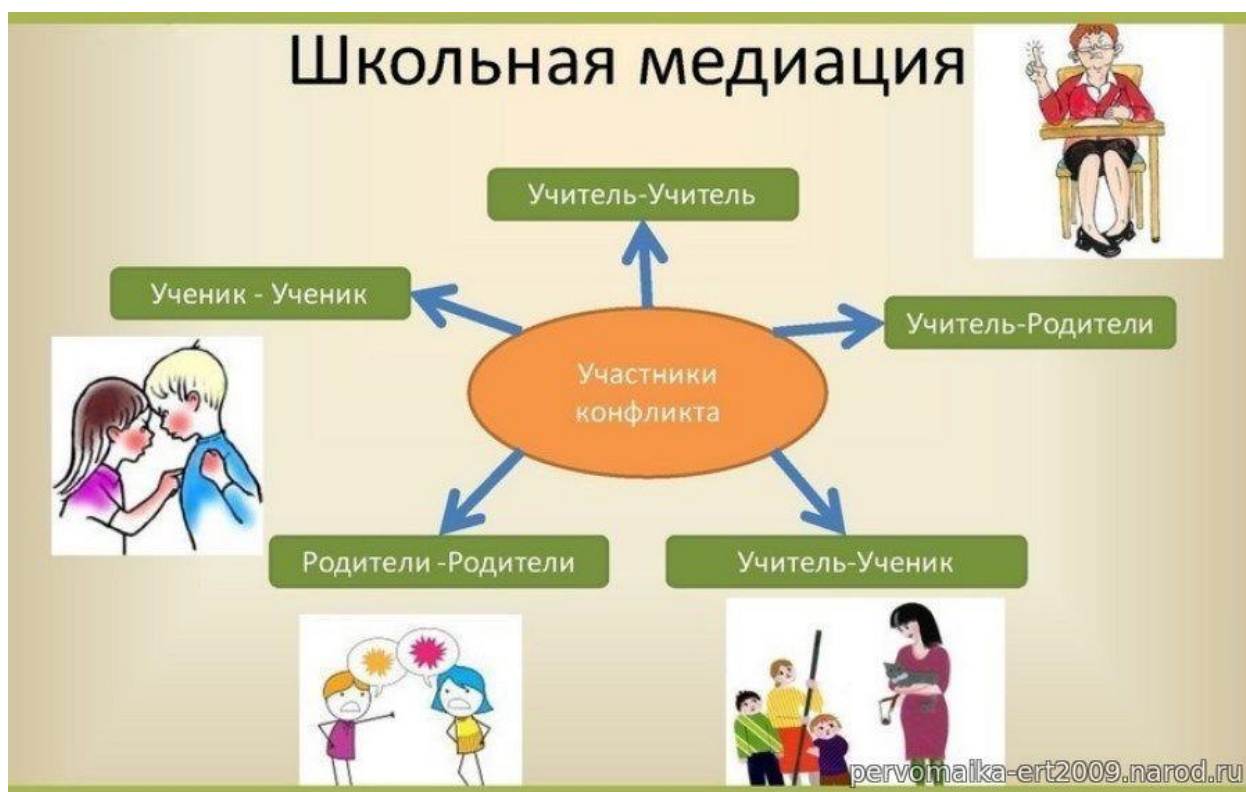 Школьная медиация
Учитель-Учитель
Ученик - Ученик
Учитель-Родители
Участники
конфликта
Родители -Родители
Учитель-Ученик
pervomaika-ert2009.narod.ru